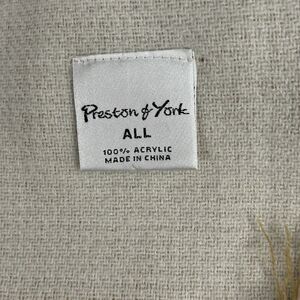 Preston & York
ALL
100% ACRYLIC
MADE IN CHINA